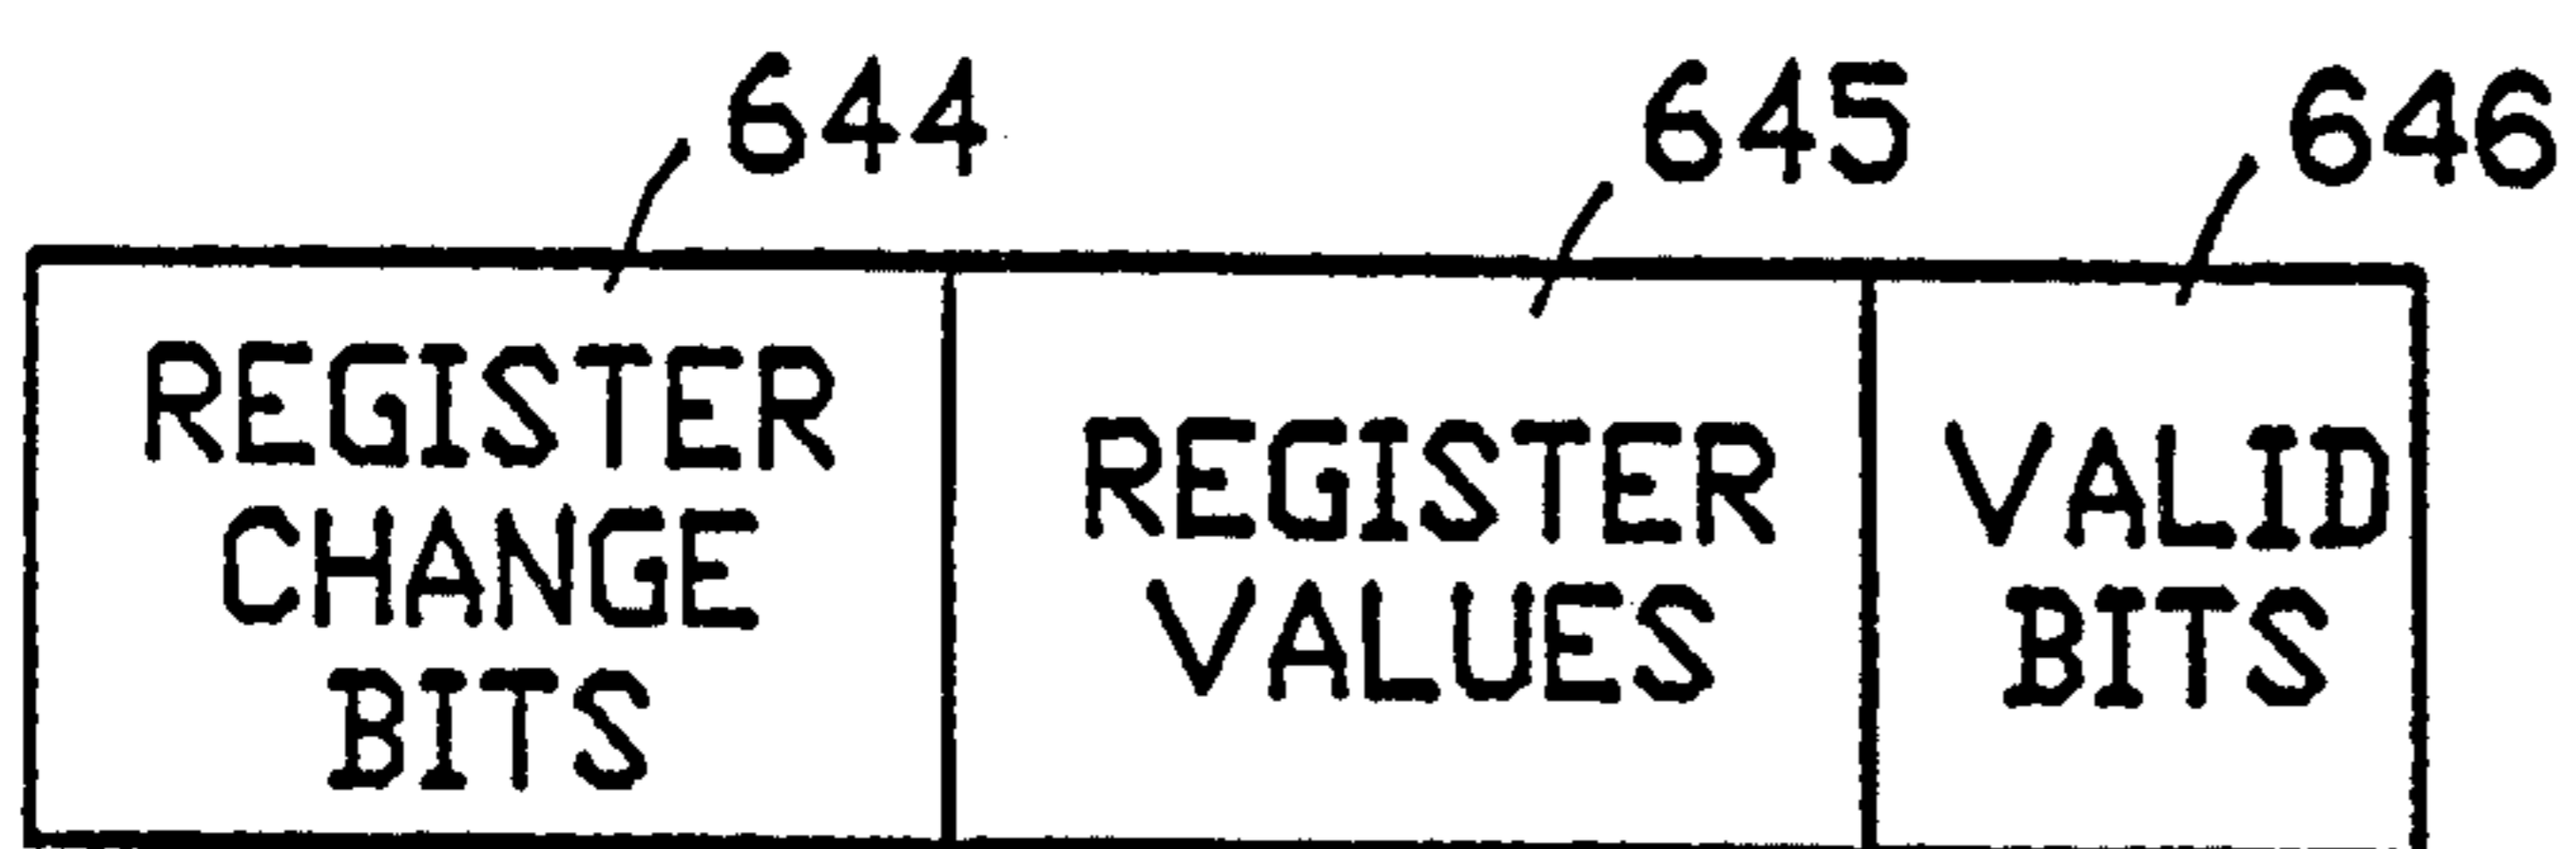 644 645 646
REGISTER
CHANGE
BITS
REGISTER
VALUES
VALID
BITS